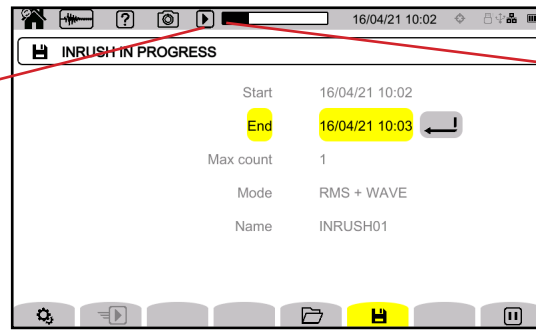 ? 16/04/21 10:02
INRUSH IN PROGRESS
Start 16/04/21 10:02
End 16/04/21 10:03
Max count 1
Mode RMS + WAVE
Name INRUSH01